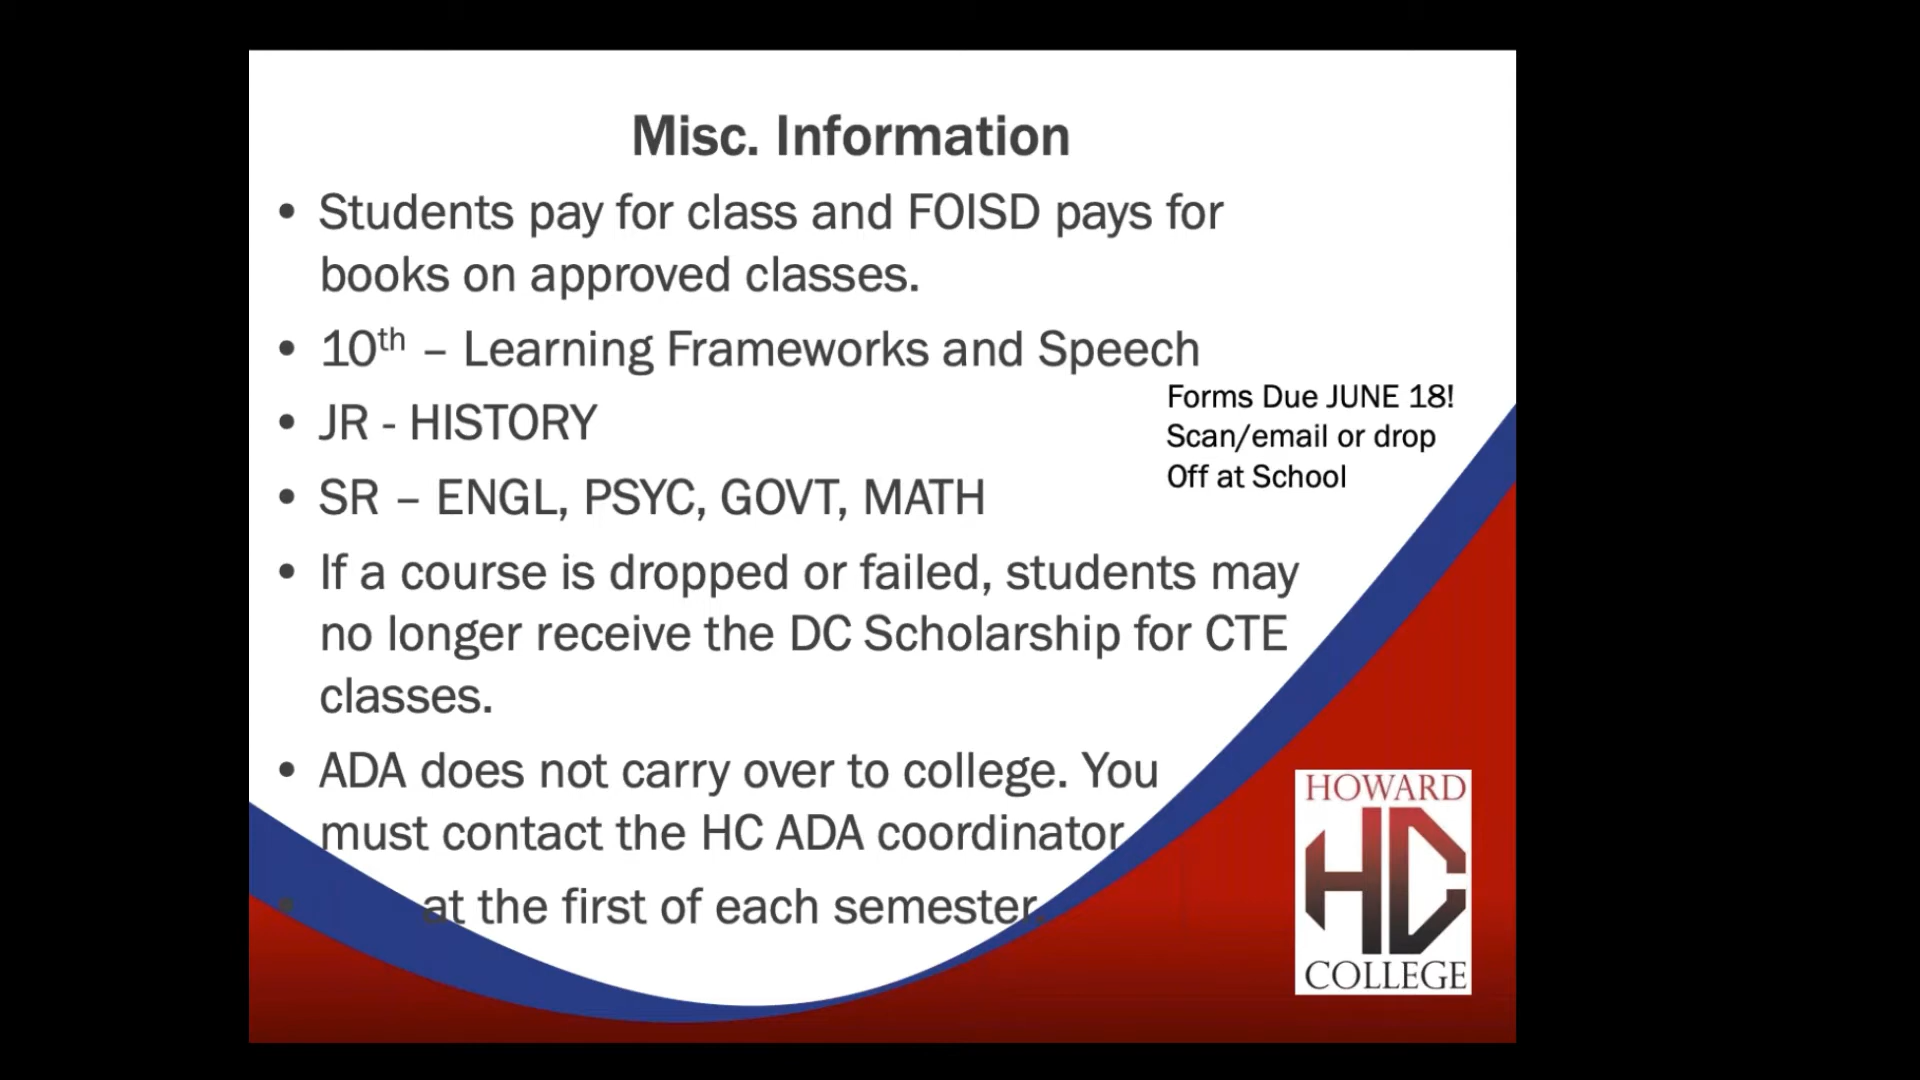 Misc. Information
• Students pay for class and FOISD pays for
books on approved classes.
• 10th – Learning Frameworks and Speech
• JR - HISTORY
• SR – ENGL, PSYC, GOVT, MATH
• If a course is dropped or failed, students may
no longer receive the DC Scholarship for CTE
classes.
• ADA does not carry over to college. You
must contact the HC ADA coordinator
• at the first of each semester.
Forms Due JUNE 18!
Scan/email or drop
Off at School
HOWARD
HC
COLLEGE